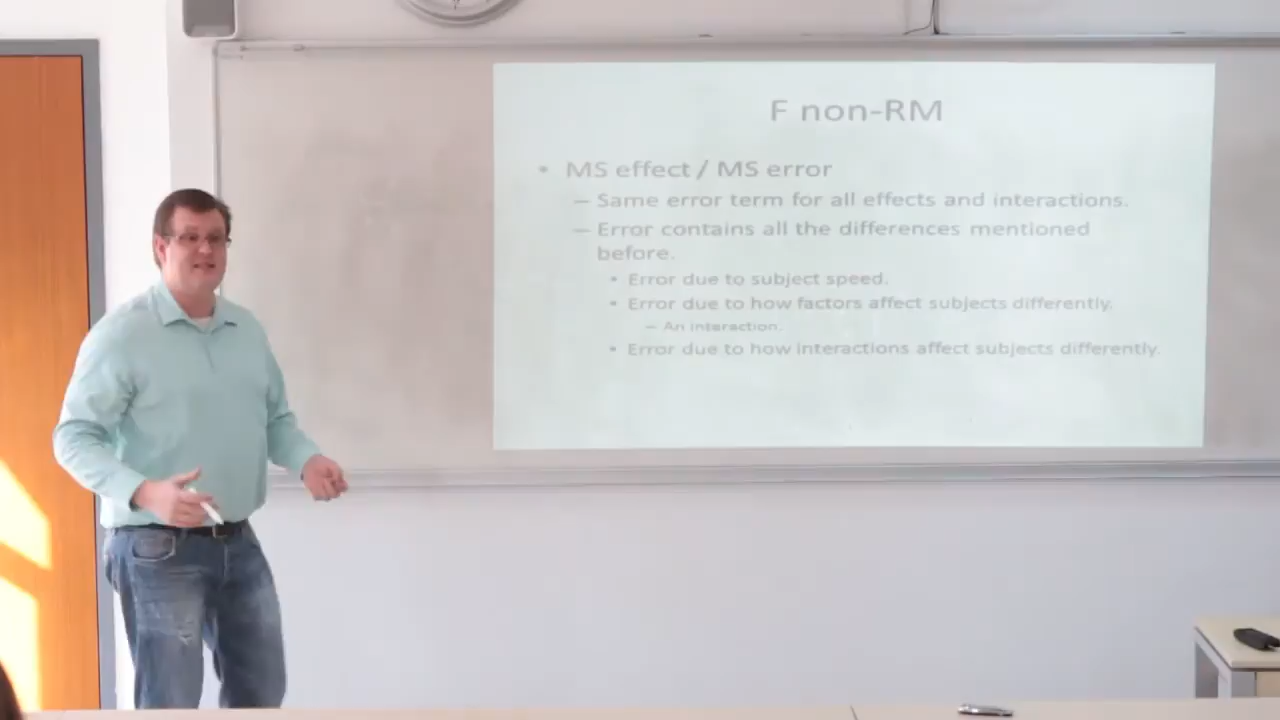 F non-RM
• MS effect / MS error
– Same error term for all effects and interactions.
– Error contains all the differences mentioned
before.
• Error due to subject speed.
• Error due to how factors affect subjects differently.
– An interaction.
• Error due to how interactions affect subjects differently.